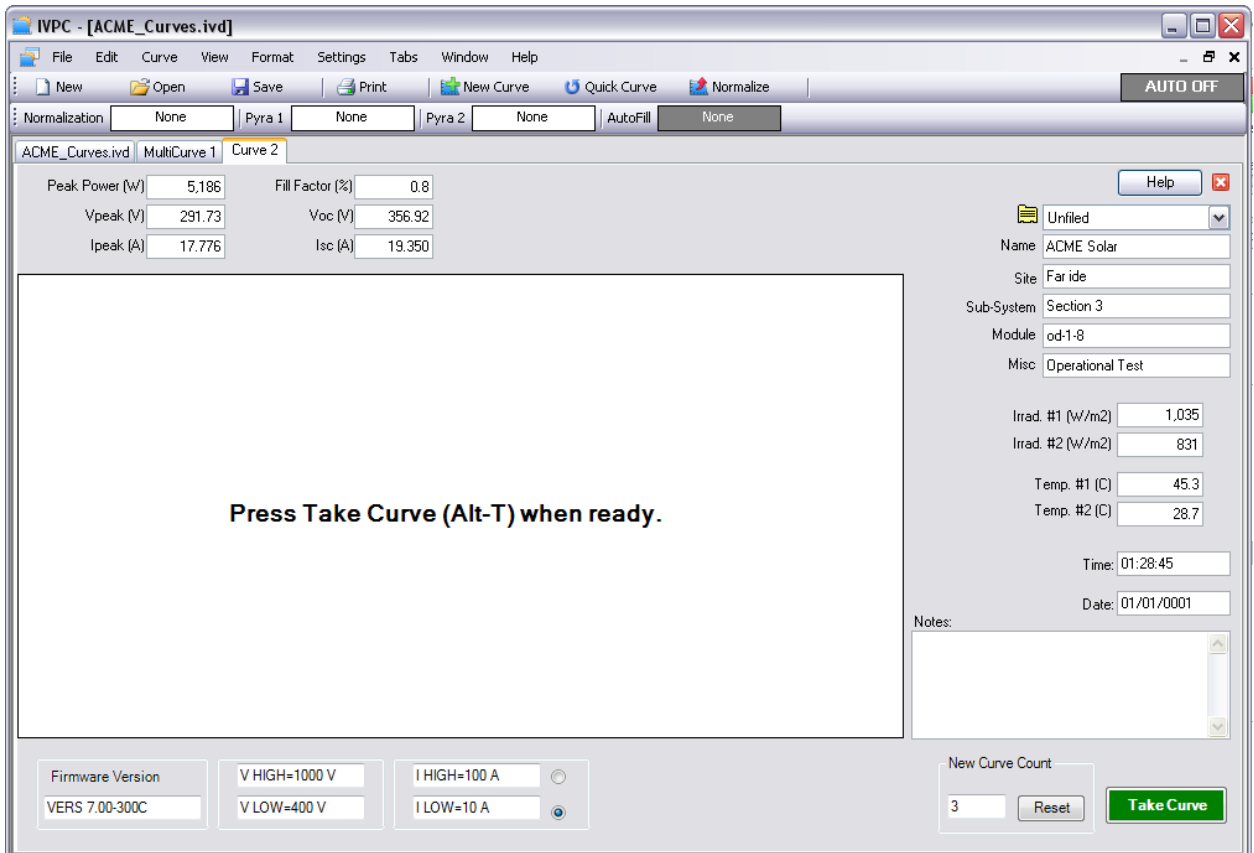 IVPC - [ACME_Curves.ivd]
File Edit Curve View Format Settings Tabs Window Help
New Open Save Print New Curve Quick Curve Normalize AUTO OFF
Normalization None Pyra 1 None Pyra 2 None AutoFill None
ACME_Curves.ivd MultiCurve 1 Curve 2
Peak Power (W) 5,186 Fill Factor (%) 0.8 Help
Vpeak (V) 291.73 Voc (V) 356.92 Unfiled
Ipeak (A) 17.776 Isc (A) 19.350 Name ACME Solar
Site Far ide
Sub-System Section 3
Module od-1-8
Misc Operational Test
Irrad. #1 (W/m2) 1,035
Irrad. #2 (W/m2) 831
Temp. #1 (C) 45.3
Temp. #2 (C) 28.7
Press Take Curve (Alt-T) when ready.
Time: 01:28:45
Date: 01/01/0001
Notes:
Firmware Version V HIGH=1000 V I HIGH=100 A New Curve Count
VERS 7.00-300C V LOW=400 V I LOW=10 A 3 Reset Take Curve